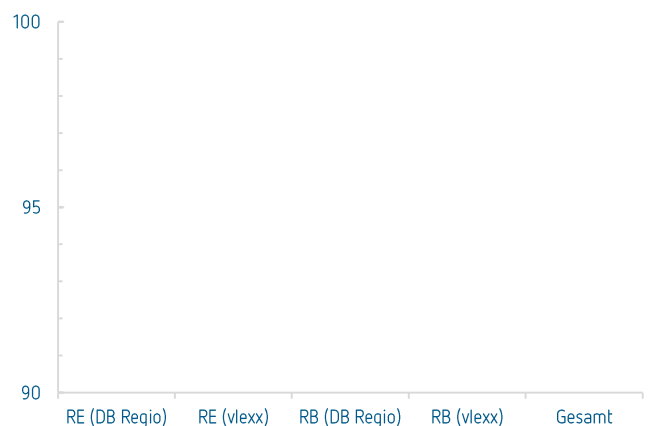 100
95
90
RE (DB Regio) RE (vlexx) RB (DB Regio) RB (vlexx) Gesamt